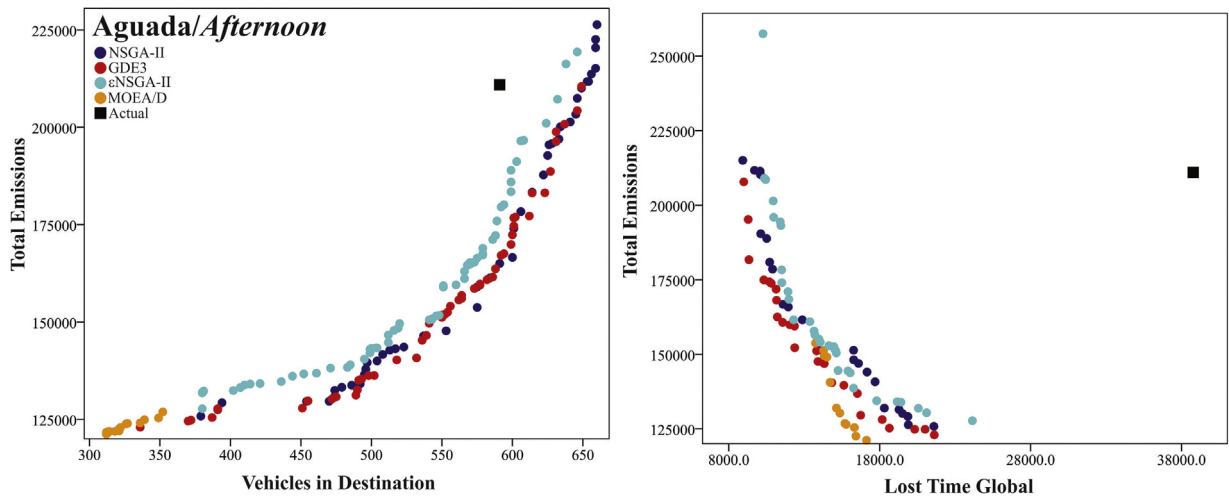 Aguada/Afternoon
NSGA-II
GDE3
εNSGA-II
MOEA/D
Actual
Total Emissions
225000
200000
175000
150000
125000
300 350 400 450 500 550 600 650
Vehicles in Destination
Total Emissions
250000
225000
200000
175000
150000
125000
8000.0 18000.0 28000.0 38000.0
Lost Time Global